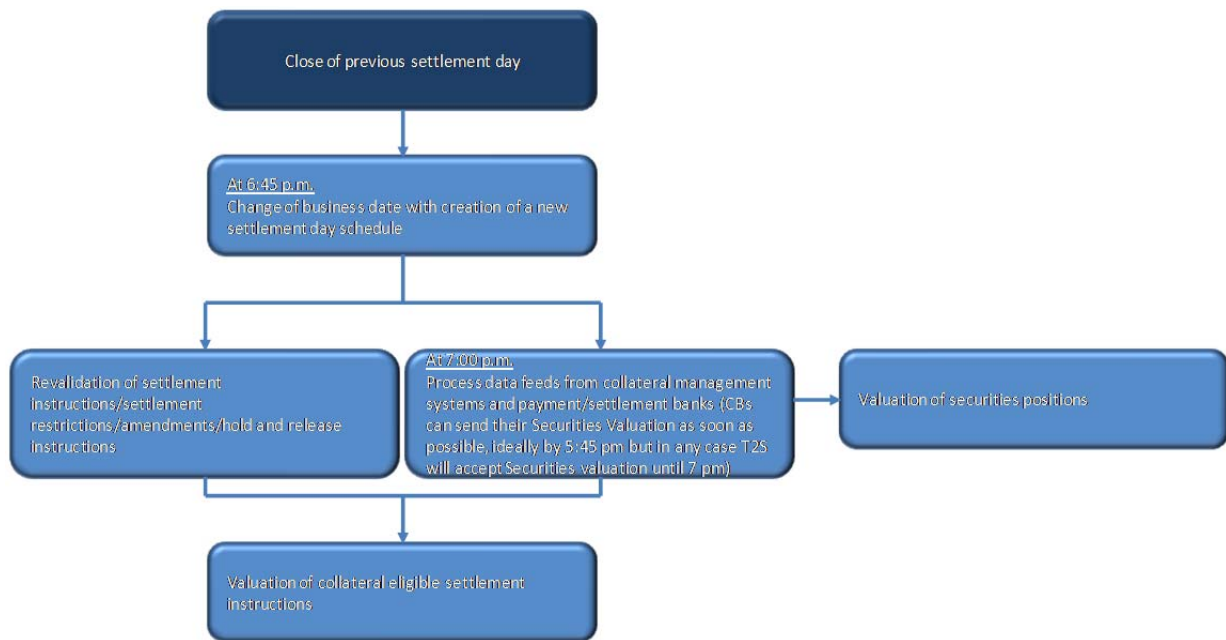 Close of previous settlement day
At 6:45 p.m.
Change of business date with creation of a new
settlement day schedule
Revalidation of settlement
instructions/settlement
restrictions/amendments/hold and release
instructions
At 7:00 p.m.
Process data feeds from collateral management
systems and payment/settlement banks (CBs
can send their Securities Valuation as soon as
possible, ideally by 5:45 pm but in any case T2S
will accept Securities valuation until 7 pm)
Valuation of securities positions
Valuation of collateral eligible settlement
instructions